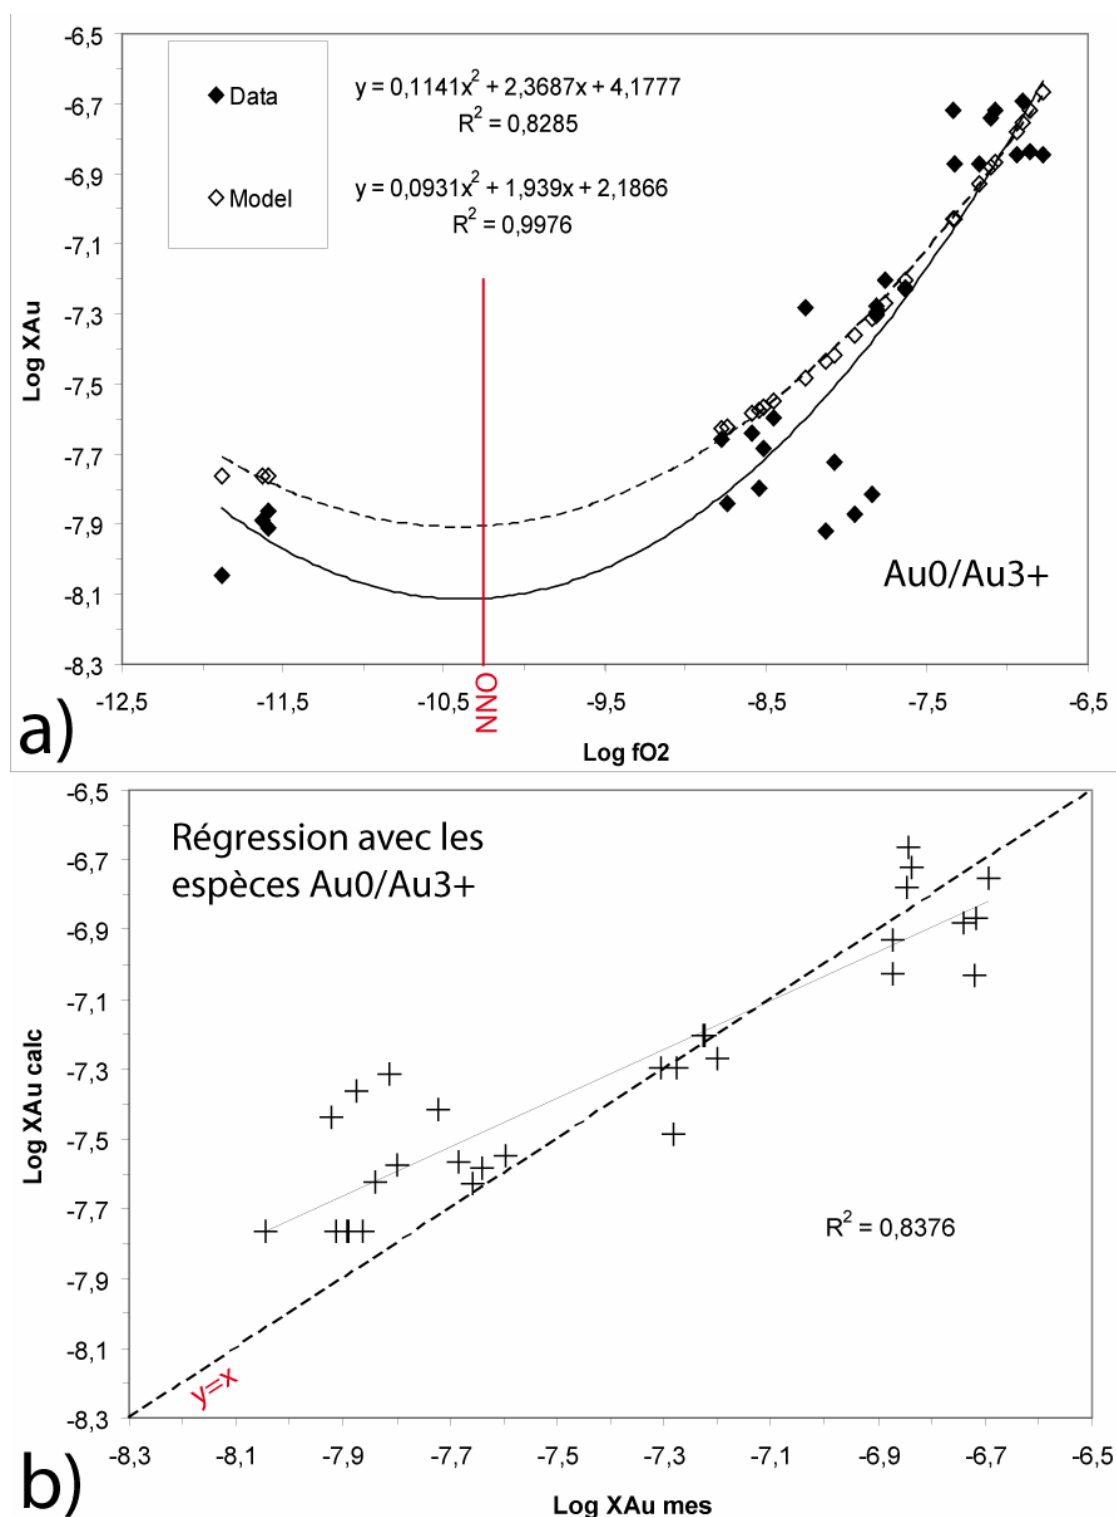 -6,5
-6,7
-6,9
-7,1
-7,3
-7,5
-7,7
-7,9
-8,1
-8,3
Log XAu
Data
Model
y = 0,1141x² + 2,3687x + 4,1777
R² = 0,8285
y = 0,0931x² + 1,939x + 2,1866
R² = 0,9976
Au0/Au3+
-12,5 -11,5 -10,5 -9,5 -8,5 -7,5 -6,5
NNO
Log fO2
a)
-6,5
-6,7
-6,9
-7,1
-7,3
-7,5
-7,7
-7,9
-8,1
-8,3
Log XAu calc
Régression avec les
espèces Au0/Au3+
R² = 0,8376
y=x
-8,3 -8,1 -7,9 -7,7 -7,5 -7,3 -7,1 -6,9 -6,7 -6,5
Log XAu mes
b)